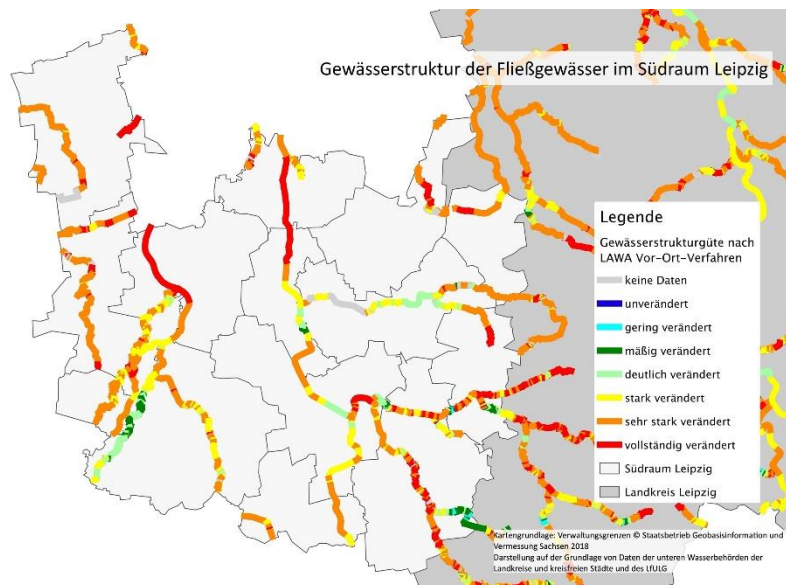 Gewässerstruktur der Fließgewässer im Südraum Leipzig
Legende
Gewässerstrukturgüte nach
LAWA Vor-Ort-Verfahren
keine Daten
unverändert
gering verändert
mäßig verändert
deutlich verändert
stark verändert
sehr stark verändert
vollständig verändert
Südraum Leipzig
Landkreis Leipzig
Kartengrundlage: Verwaltungsgrenzen © Staatsbetrieb Geobasisinformation und
Vermessung Sachsen 2018
Darstellung auf der Grundlage von Daten der unteren Wasserbehörden der
Landkreise und kreisfreien Städte und des LfULG